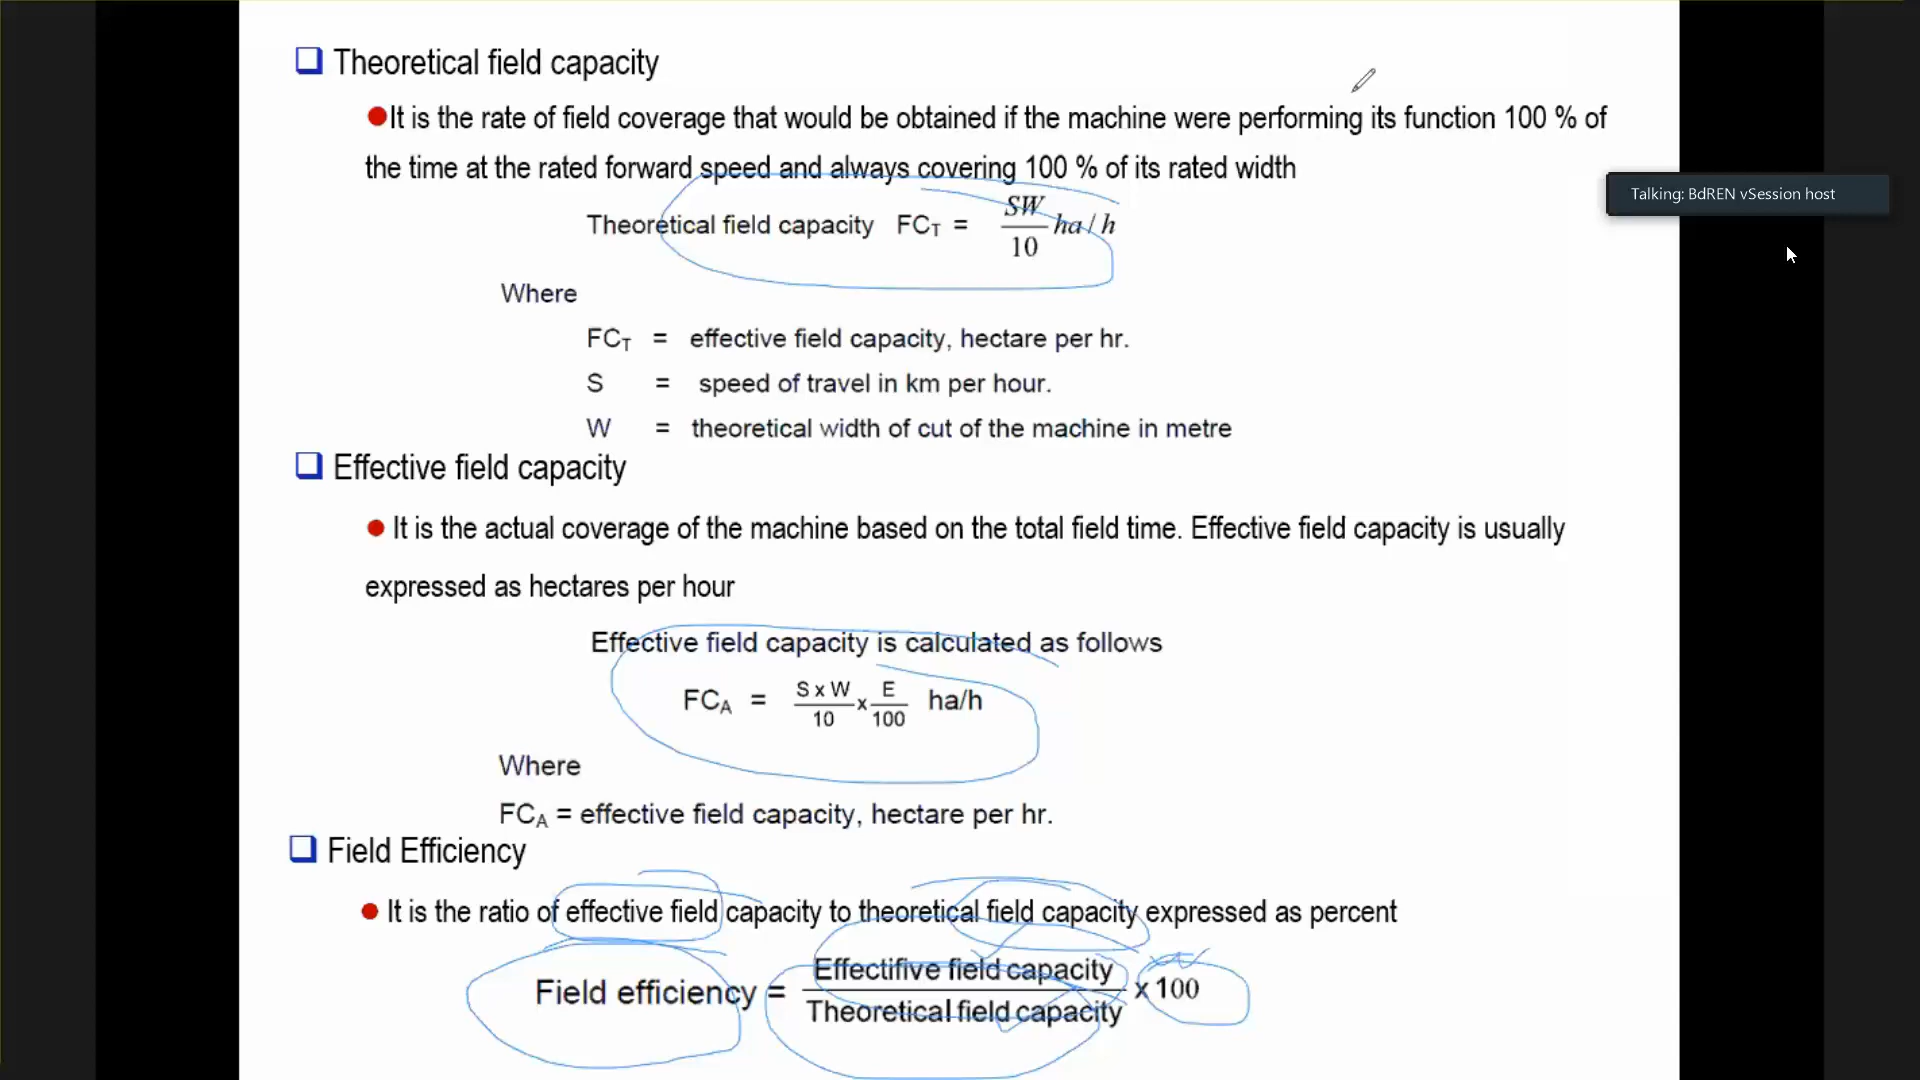 Theoretical field capacity
It is the rate of field coverage that would be obtained if the machine were performing its function 100 % of
the time at the rated forward speed and always covering 100 % of its rated width
Talking: BdREN vSession host
Theoretical field capacity FCT = SW/10 ha / h
Where
FCT = effective field capacity, hectare per hr.
S = speed of travel in km per hour.
W = theoretical width of cut of the machine in metre
Effective field capacity
It is the actual coverage of the machine based on the total field time. Effective field capacity is usually
expressed as hectares per hour
Effective field capacity is calculated as follows
FCA = S x W/10 x E/100 ha/h
Where
FCA = effective field capacity, hectare per hr.
Field Efficiency
It is the ratio of effective field capacity to theoretical field capacity expressed as percent
Field efficiency = Effectifive field capacity/Theoretical field capacity x 100